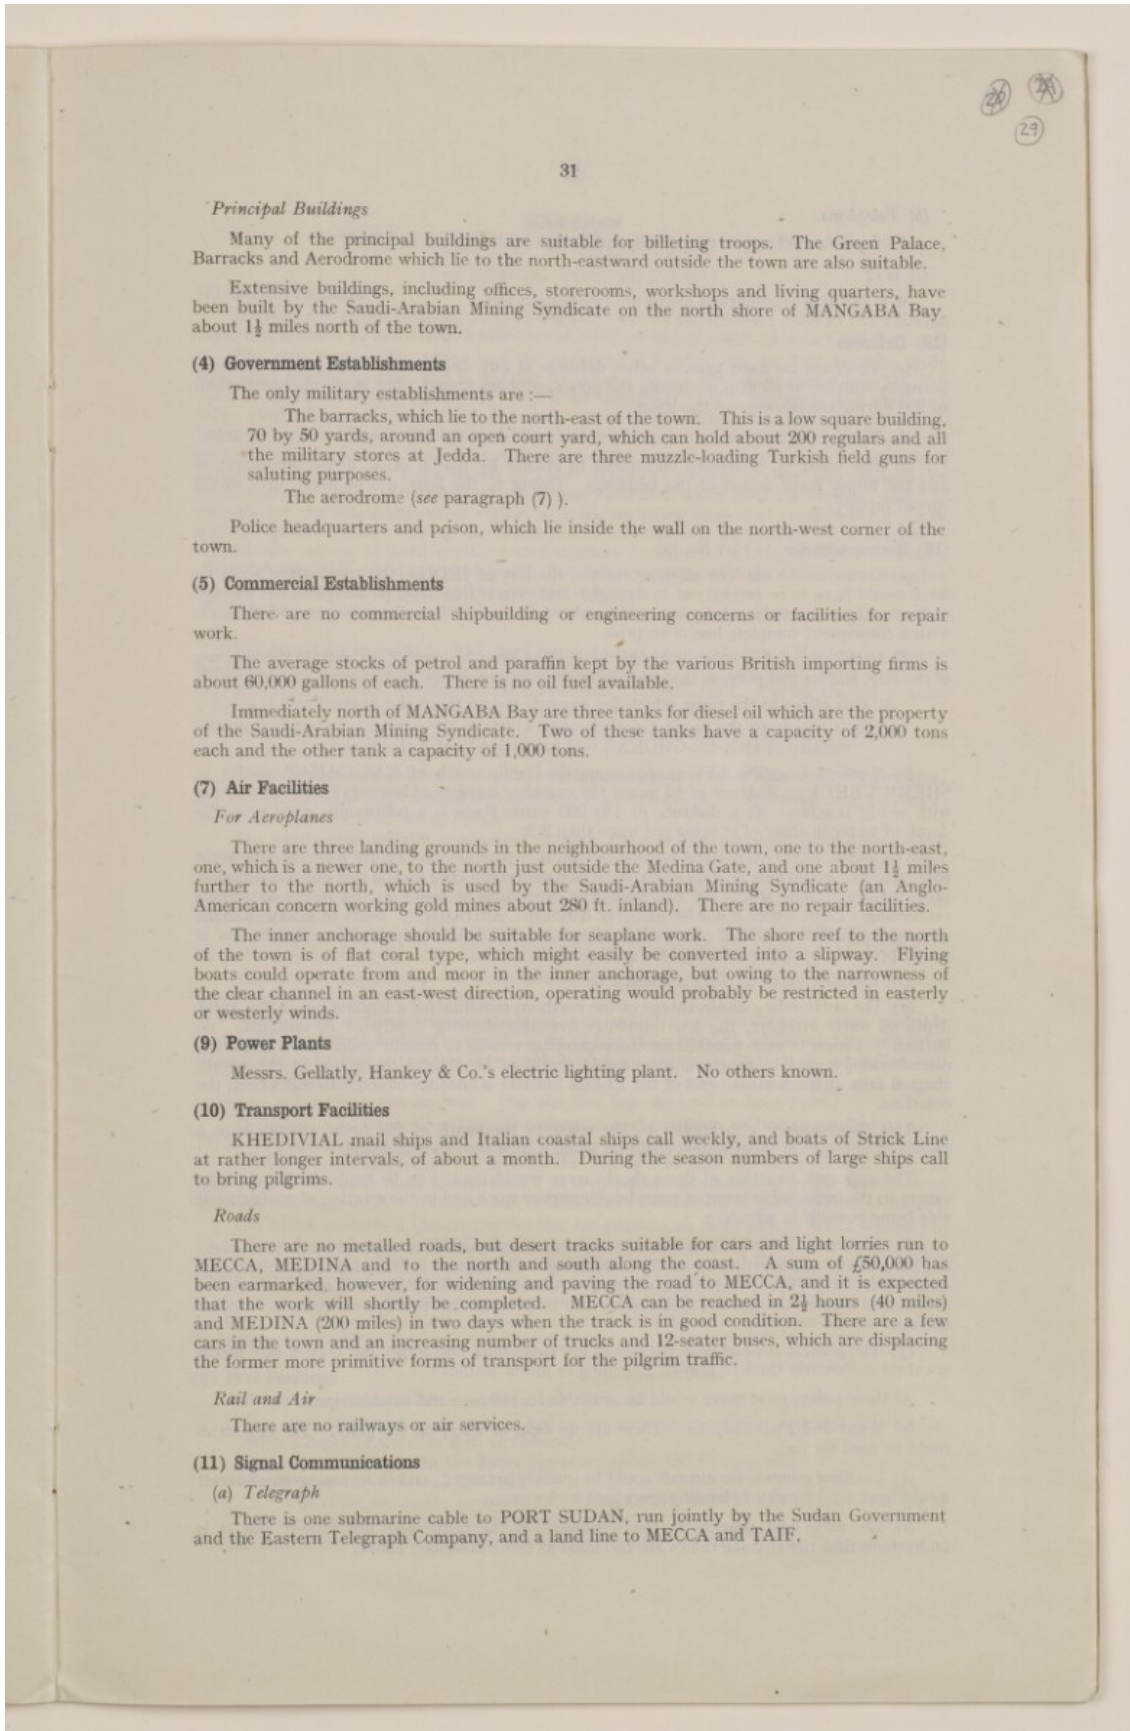 29
31
Principal Buildings
Many of the principal buildings are suitable for billeting troops. The Green Palace,
Barracks and Aerodrome which lie to the north-eastward outside the town are also suitable.
Extensive buildings, including offices, storerooms, workshops and living quarters, have
been built by the Saudi-Arabian Mining Syndicate on the north shore of MANGABA Bay
about 1½ miles north of the town.
(4) Government Establishments
The only military establishments are :—
The barracks, which lie to the north-east of the town. This is a low square building,
70 by 50 yards, around an open court yard, which can hold about 200 regulars and all
the military stores at Jedda. There are three muzzle-loading Turkish field guns for
saluting purposes.
The aerodrome (see paragraph (7) ).
Police headquarters and prison, which lie inside the wall on the north-west corner of the
town.
(5) Commercial Establishments
There are no commercial shipbuilding or engineering concerns or facilities for repair
work.
The average stocks of petrol and paraffin kept by the various British importing firms is
about 60,000 gallons of each. There is no oil fuel available.
Immediately north of MANGABA Bay are three tanks for diesel oil which are the property
of the Saudi-Arabian Mining Syndicate. Two of these tanks have a capacity of 2,000 tons
each and the other tank a capacity of 1,000 tons.
(7) Air Facilities
For Aeroplanes
There are three landing grounds in the neighbourhood of the town, one to the north-east,
one, which is a newer one, to the north just outside the Medina Gate, and one about 1½ miles
further to the north, which is used by the Saudi-Arabian Mining Syndicate (an Anglo-
American concern working gold mines about 280 ft. inland). There are no repair facilities.
The inner anchorage should be suitable for seaplane work. The shore reef to the north
of the town is of flat coral type, which might easily be converted into a slipway. Flying
boats could operate from and moor in the inner anchorage, but owing to the narrowness of
the clear channel in an east-west direction, operating would probably be restricted in easterly
or westerly winds.
(9) Power Plants
Messrs. Gellatly, Hankey & Co.'s electric lighting plant. No others known.
(10) Transport Facilities
KHEDIVIAL mail ships and Italian coastal ships call weekly, and boats of Strick Line
at rather longer intervals, of about a month. During the season numbers of large ships call
to bring pilgrims.
Roads
There are no metalled roads, but desert tracks suitable for cars and light lorries run to
MECCA, MEDINA and to the north and south along the coast. A sum of £50,000 has
been earmarked, however, for widening and paving the road to MECCA, and it is expected
that the work will shortly be completed. MECCA can be reached in 2½ hours (40 miles)
and MEDINA (200 miles) in two days when the track is in good condition. There are a few
cars in the town and an increasing number of trucks and 12-seater buses, which are displacing
the former more primitive forms of transport for the pilgrim traffic.
Rail and Air
There are no railways or air services.
(11) Signal Communications
(a) Telegraph
There is one submarine cable to PORT SUDAN, run jointly by the Sudan Government
and the Eastern Telegraph Company, and a land line to MECCA and TAIF.